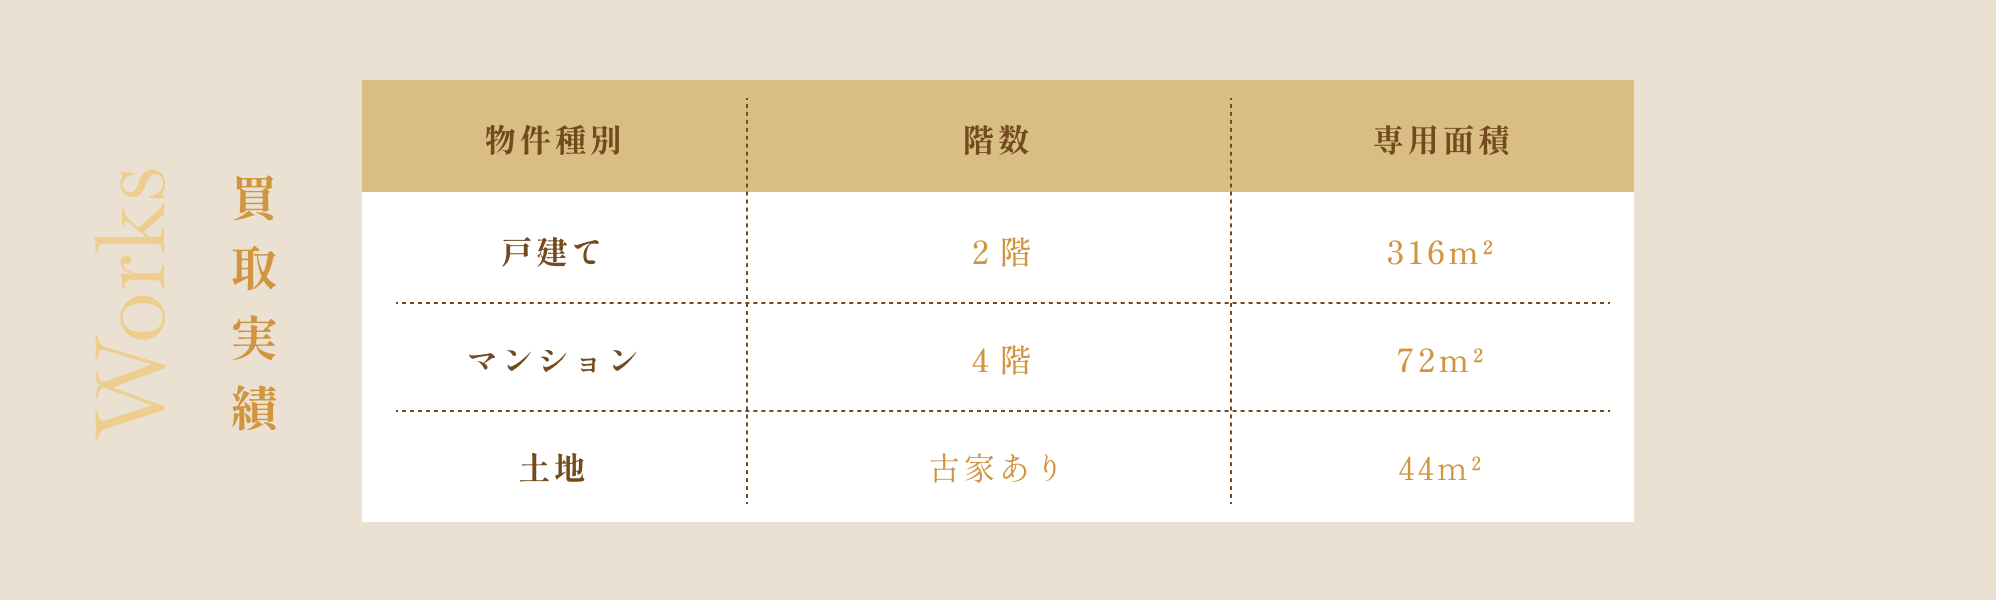 Works
買取実績
物件種別 階数 専用面積
戸建て 2階 316m²
マンション 4階 72m²
土地 古家あり 44m²